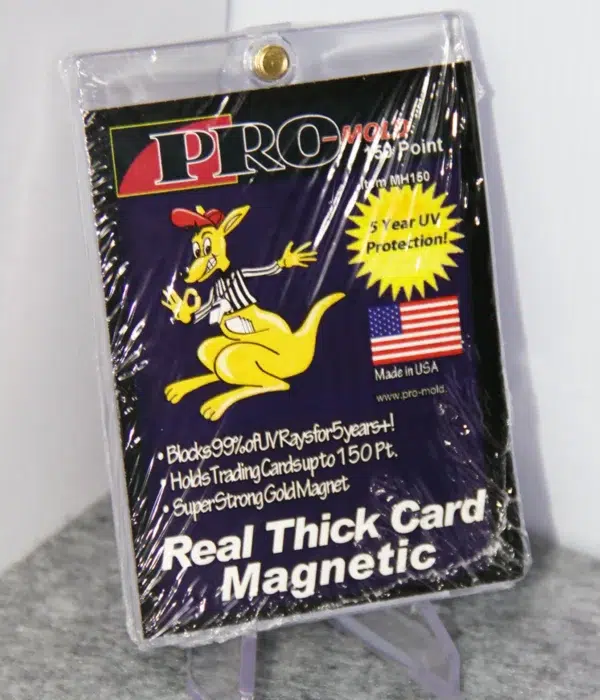 PRO-MOLD
150 Point
Item MH150
5 Year UV
Protection!
Made in USA
www.pro-mold.
• Blocks 99% of UV Rays for 5 years+!
• Holds Trading Cards up to 150 Pt.
• Super Strong Gold Magnet
Real Thick Card
Magnetic